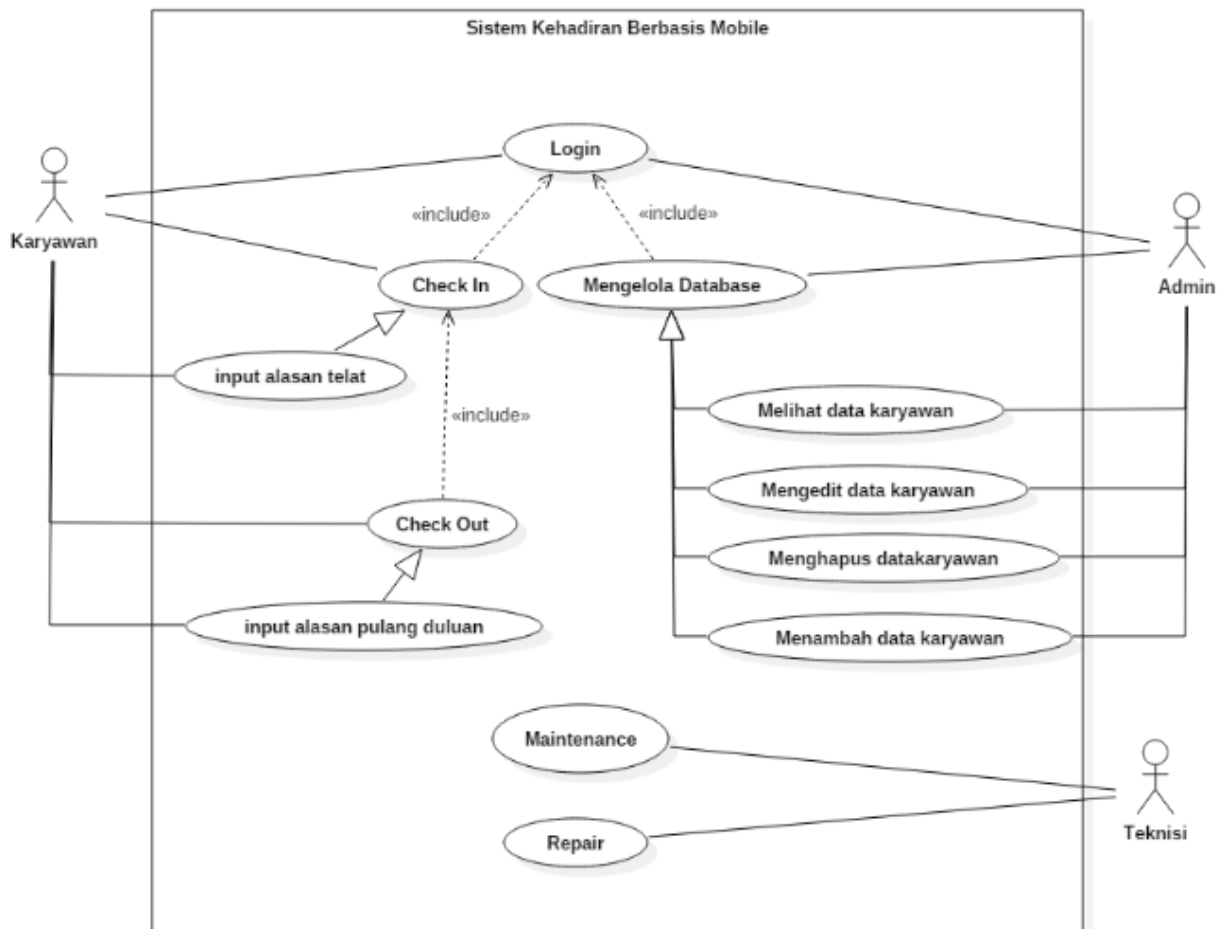 Sistem Kehadiran Berbasis Mobile
Login
«include»
«include»
Karyawan
Check In
Mengelola Database
Admin
input alasan telat
Melihat data karyawan
«include»
Mengedit data karyawan
Check Out
Menghapus datakaryawan
input alasan pulang duluan
Menambah data karyawan
Maintenance
Repair
Teknisi